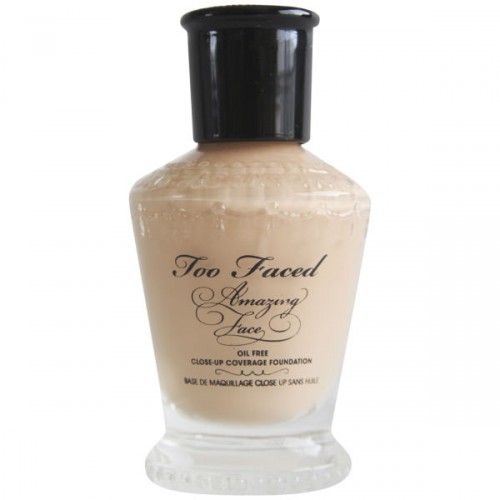 Too Faced
Amazing
Face
OIL FREE
CLOSE-UP COVERAGE FOUNDATION
BASE DE MAQUILLAGE CLOSE UP SANS HUILE